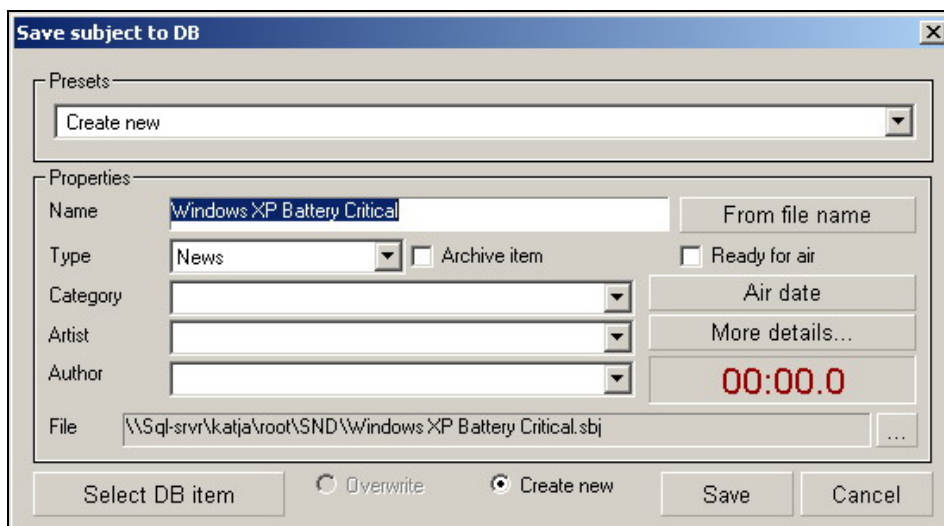 Save subject to DB
Presets
Create new
Properties
Name Windows XP Battery Critical From file name
Type News Archive item Ready for air
Category Air date
Artist More details...
Author 00:00.0
File \\Sql-srvr\katja\root\SND\Windows XP Battery Critical.sbj ...
Select DB item Overwrite Create new Save Cancel